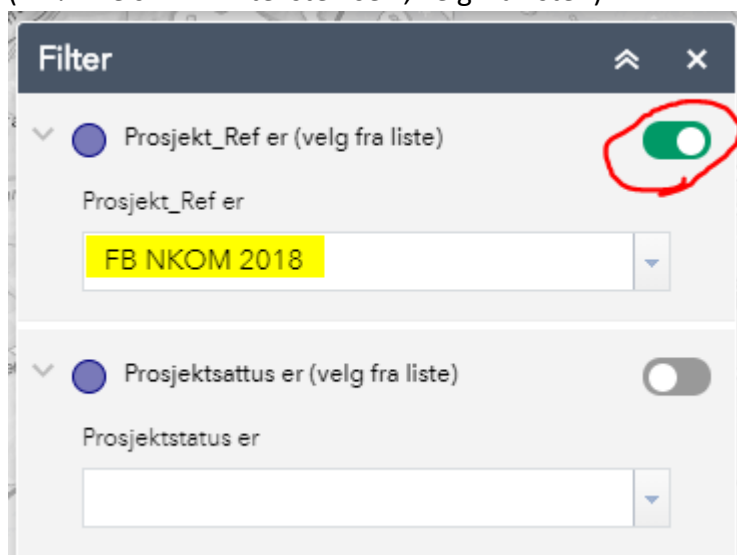 Filter
Prosjekt_Ref er (velg fra liste)
Prosjekt_Ref er
FB NKOM 2018
Prosjektsattus er (velg fra liste)
Prosjektstatus er